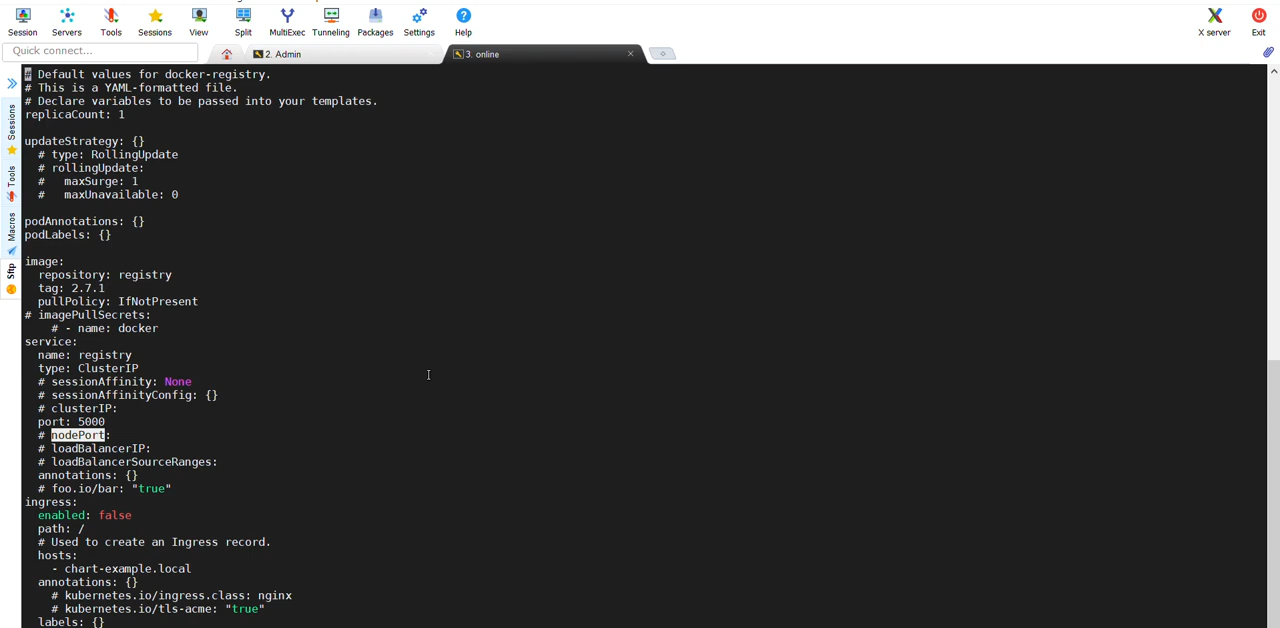 Session Servers Tools Sessions View Split MultiExec Tunneling Packages Settings Help X server Exit
Quick connect...
2. Admin
3. online
Sessions
Tools
Macros
Sftp
# Default values for docker-registry.
# This is a YAML-formatted file.
# Declare variables to be passed into your templates.
replicaCount: 1
updateStrategy: {}
  # type: RollingUpdate
  # rollingUpdate:
  #   maxSurge: 1
  #   maxUnavailable: 0
podAnnotations: {}
podLabels: {}
image:
  repository: registry
  tag: 2.7.1
  pullPolicy: IfNotPresent
# imagePullSecrets:
    # - name: docker
service:
  name: registry
  type: ClusterIP
  # sessionAffinity: None
  # sessionAffinityConfig: {}
  # clusterIP:
  port: 5000
  # nodePort:
  # loadBalancerIP:
  # loadBalancerSourceRanges:
  annotations: {}
  # foo.io/bar: "true"
ingress:
  enabled: false
  path: /
  # Used to create an Ingress record.
  hosts:
    - chart-example.local
  annotations: {}
    # kubernetes.io/ingress.class: nginx
    # kubernetes.io/tls-acme: "true"
  labels: {}